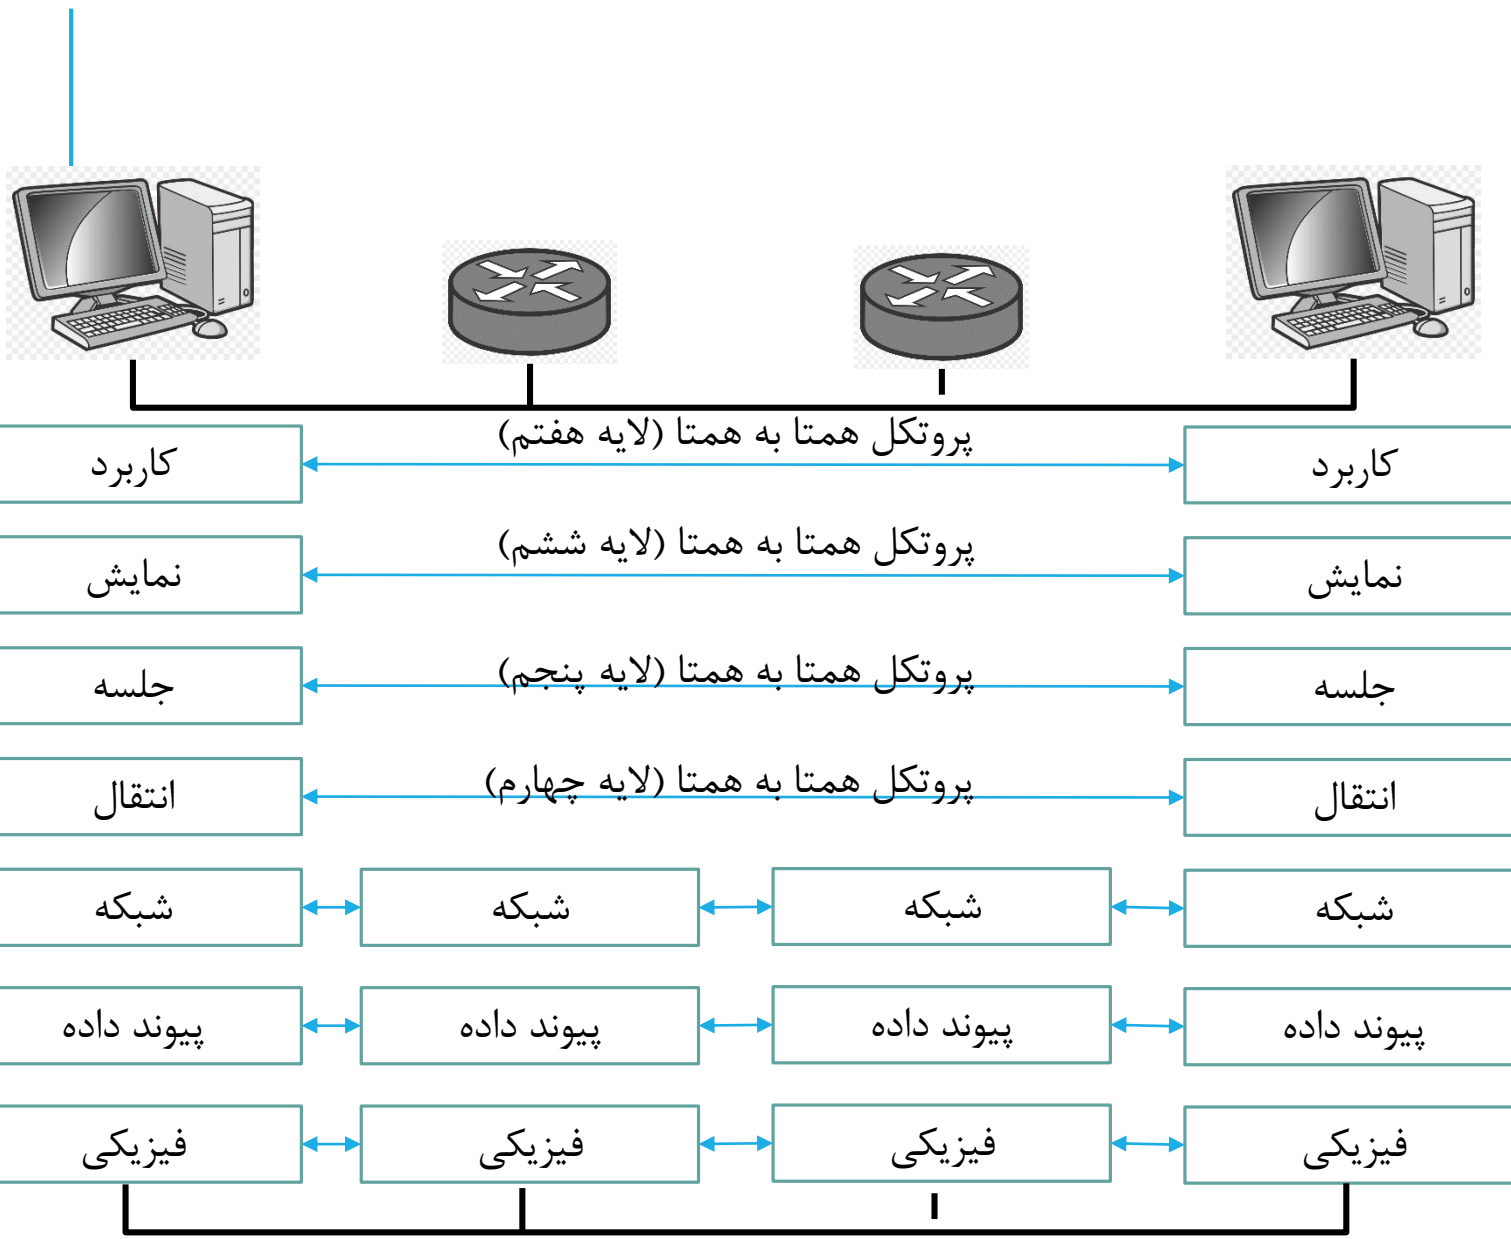 پروتکل همتا به همتا (لایه هفتم)
کاربرد
کاربرد
پروتکل همتا به همتا (لایه ششم)
نمایش
نمایش
پروتکل همتا به همتا (لایه پنجم)
جلسه
جلسه
پروتکل همتا به همتا (لایه چهارم)
انتقال
انتقال
شبکه
شبکه
شبکه
شبکه
پیوند داده
پیوند داده
پیوند داده
پیوند داده
فیزیکی
فیزیکی
فیزیکی
فیزیکی